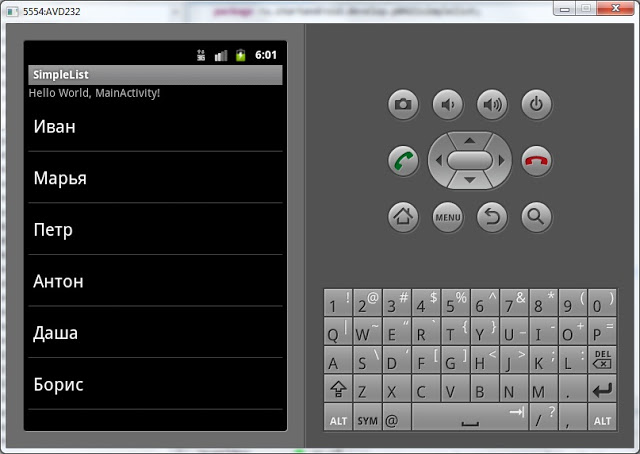 5554:AVD232
3G 6:01
SimpleList
Hello World, MainActivity!
Иван
Марья
Петр
Антон
Даша
Борис
MENU
1 ! 2 @ 3 # 4 $ 5 % 6 ^ 7 & 8 * 9 ( 0 )
Q | W ~ E “ R ` T { Y } U _ I - O + P =
A S \ D ‘ F [ G ] H < J > K ; L : DEL
Z X C V B N M .
ALT SYM @ / ? , ALT